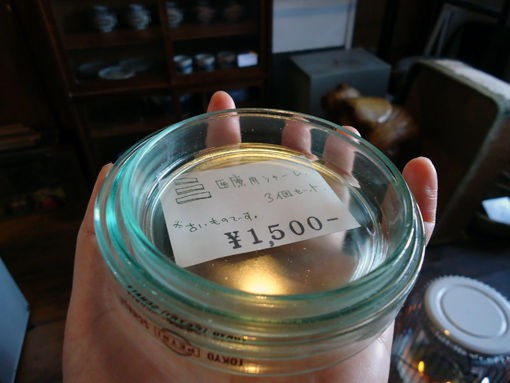 医療用シャーレ.
3個セット.
※古いものです。
¥1,500-
TOKYO
PETRI